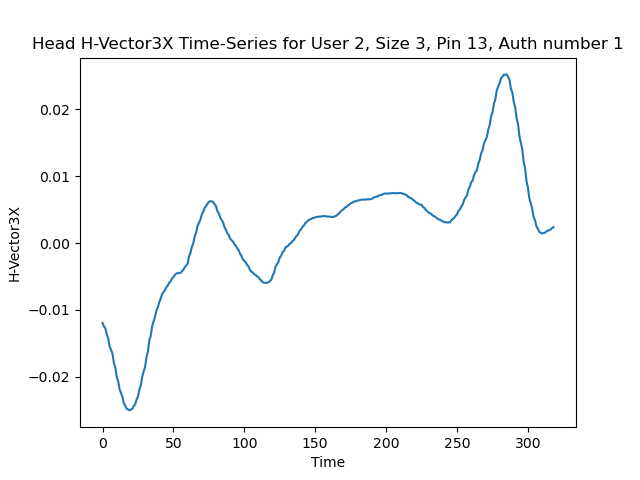 Head H-Vector3X Time-Series for User 2, Size 3, Pin 13, Auth number 1
H-Vector3X
0.02
0.01
0.00
−0.01
−0.02
0 50 100 150 200 250 300
Time